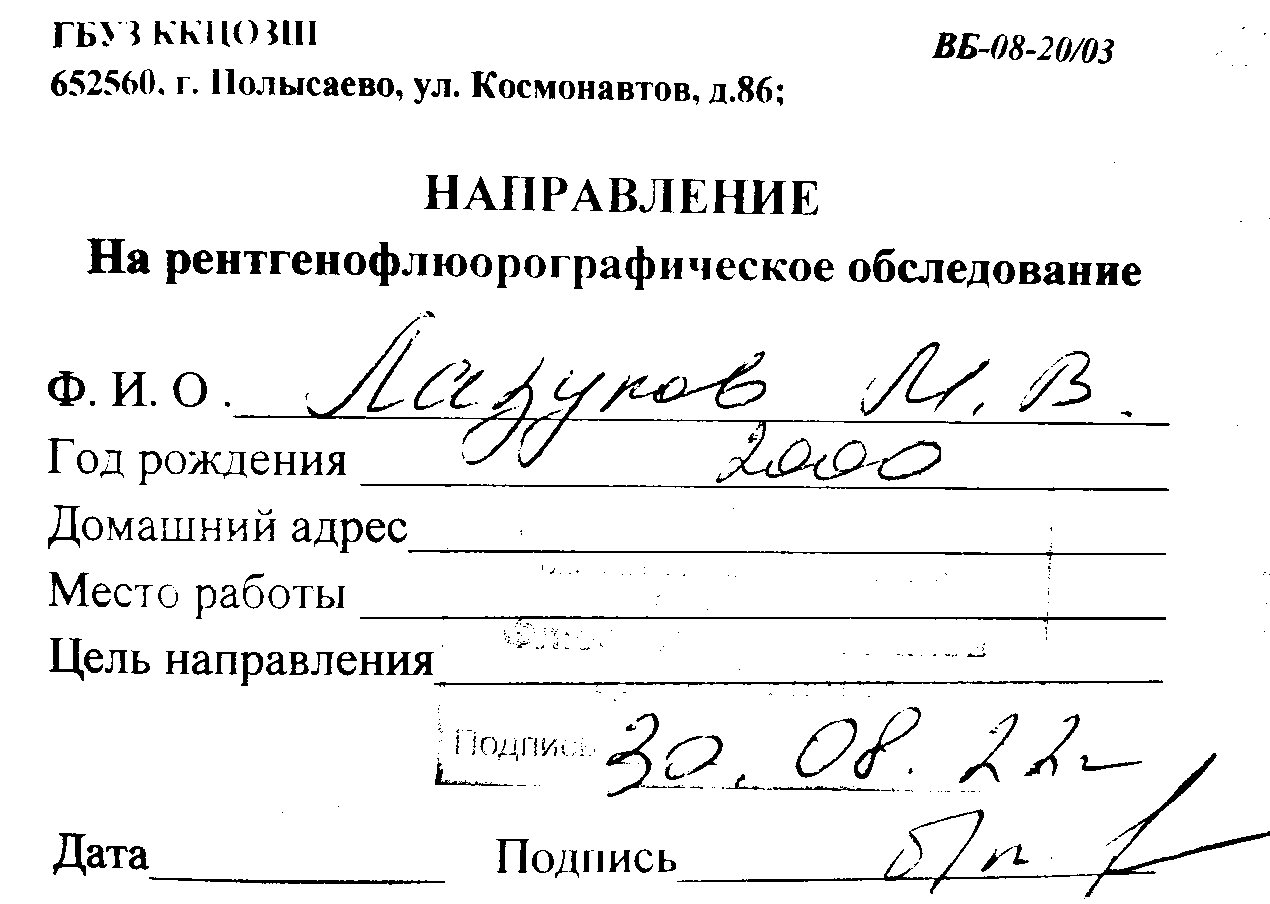 ГБУЗ ККЦОЗШ
ВБ-08-20/03
652560, г. Полысаево, ул. Космонавтов, д.86;
НАПРАВЛЕНИЕ
На рентгенофлюорографическое обследование
Ф. И. О . Лазуков М. В.
Год рождения 2000
Домашний адрес
Место работы
Цель направления
Подпись 30. 08. 22г
Дата Подпись